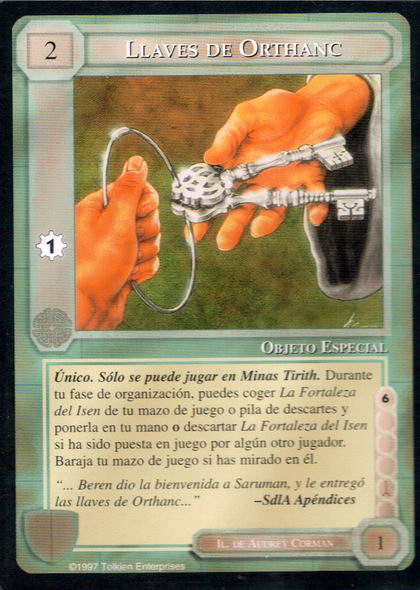 2
LLAVES DE ORTHANC
1
OBJETO ESPECIAL
Único. Sólo se puede jugar en Minas Tirith. Durante
tu fase de organización, puedes coger La Fortaleza
del Isen de tu mazo de juego o pila de descartes y
ponerla en tu mano o descartar La Fortaleza del Isen
si ha sido puesta en juego por algún otro jugador.
Baraja tu mazo de juego si has mirado en él.
6
“... Beren dio la bienvenida a Saruman, y le entregó
las llaves de Orthanc...” –SdlA Apéndices
IL. DE AUDREY CORMAN
1
©1997 Tolkien Enterprises